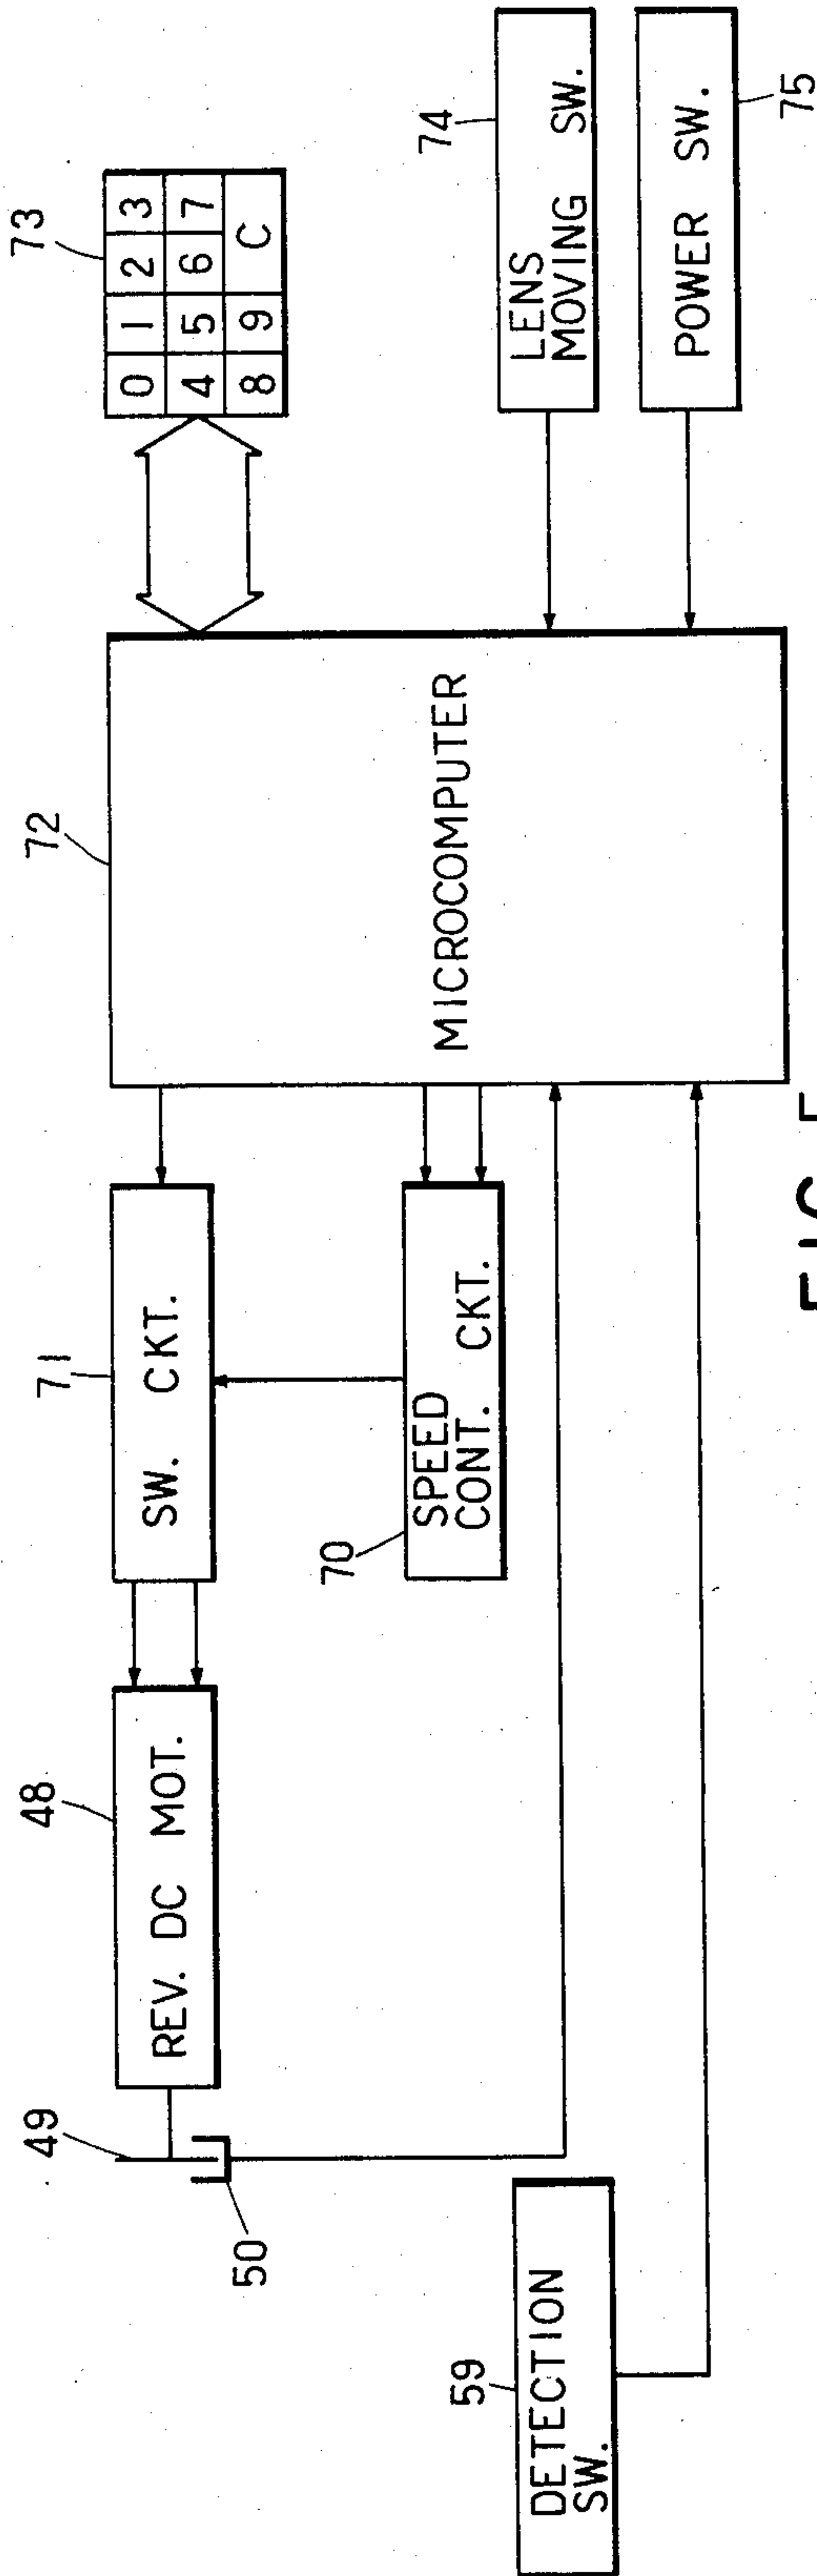 49
48
REV. DC MOT.
71
SW. CKT.
72
MICROCOMPUTER
73
0 1 2 3
4 5 6 7
8 9 C
50
70
SPEED
CONT. CKT.
74
LENS
MOVING SW.
59
DETECTION
SW.
POWER SW.
75